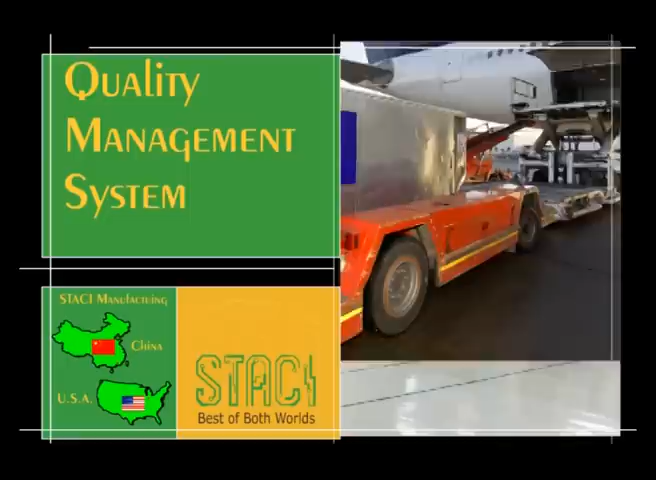 Quality
Management
System
STACI Manufacturing
China
U.S.A.
STACI
Best of Both Worlds